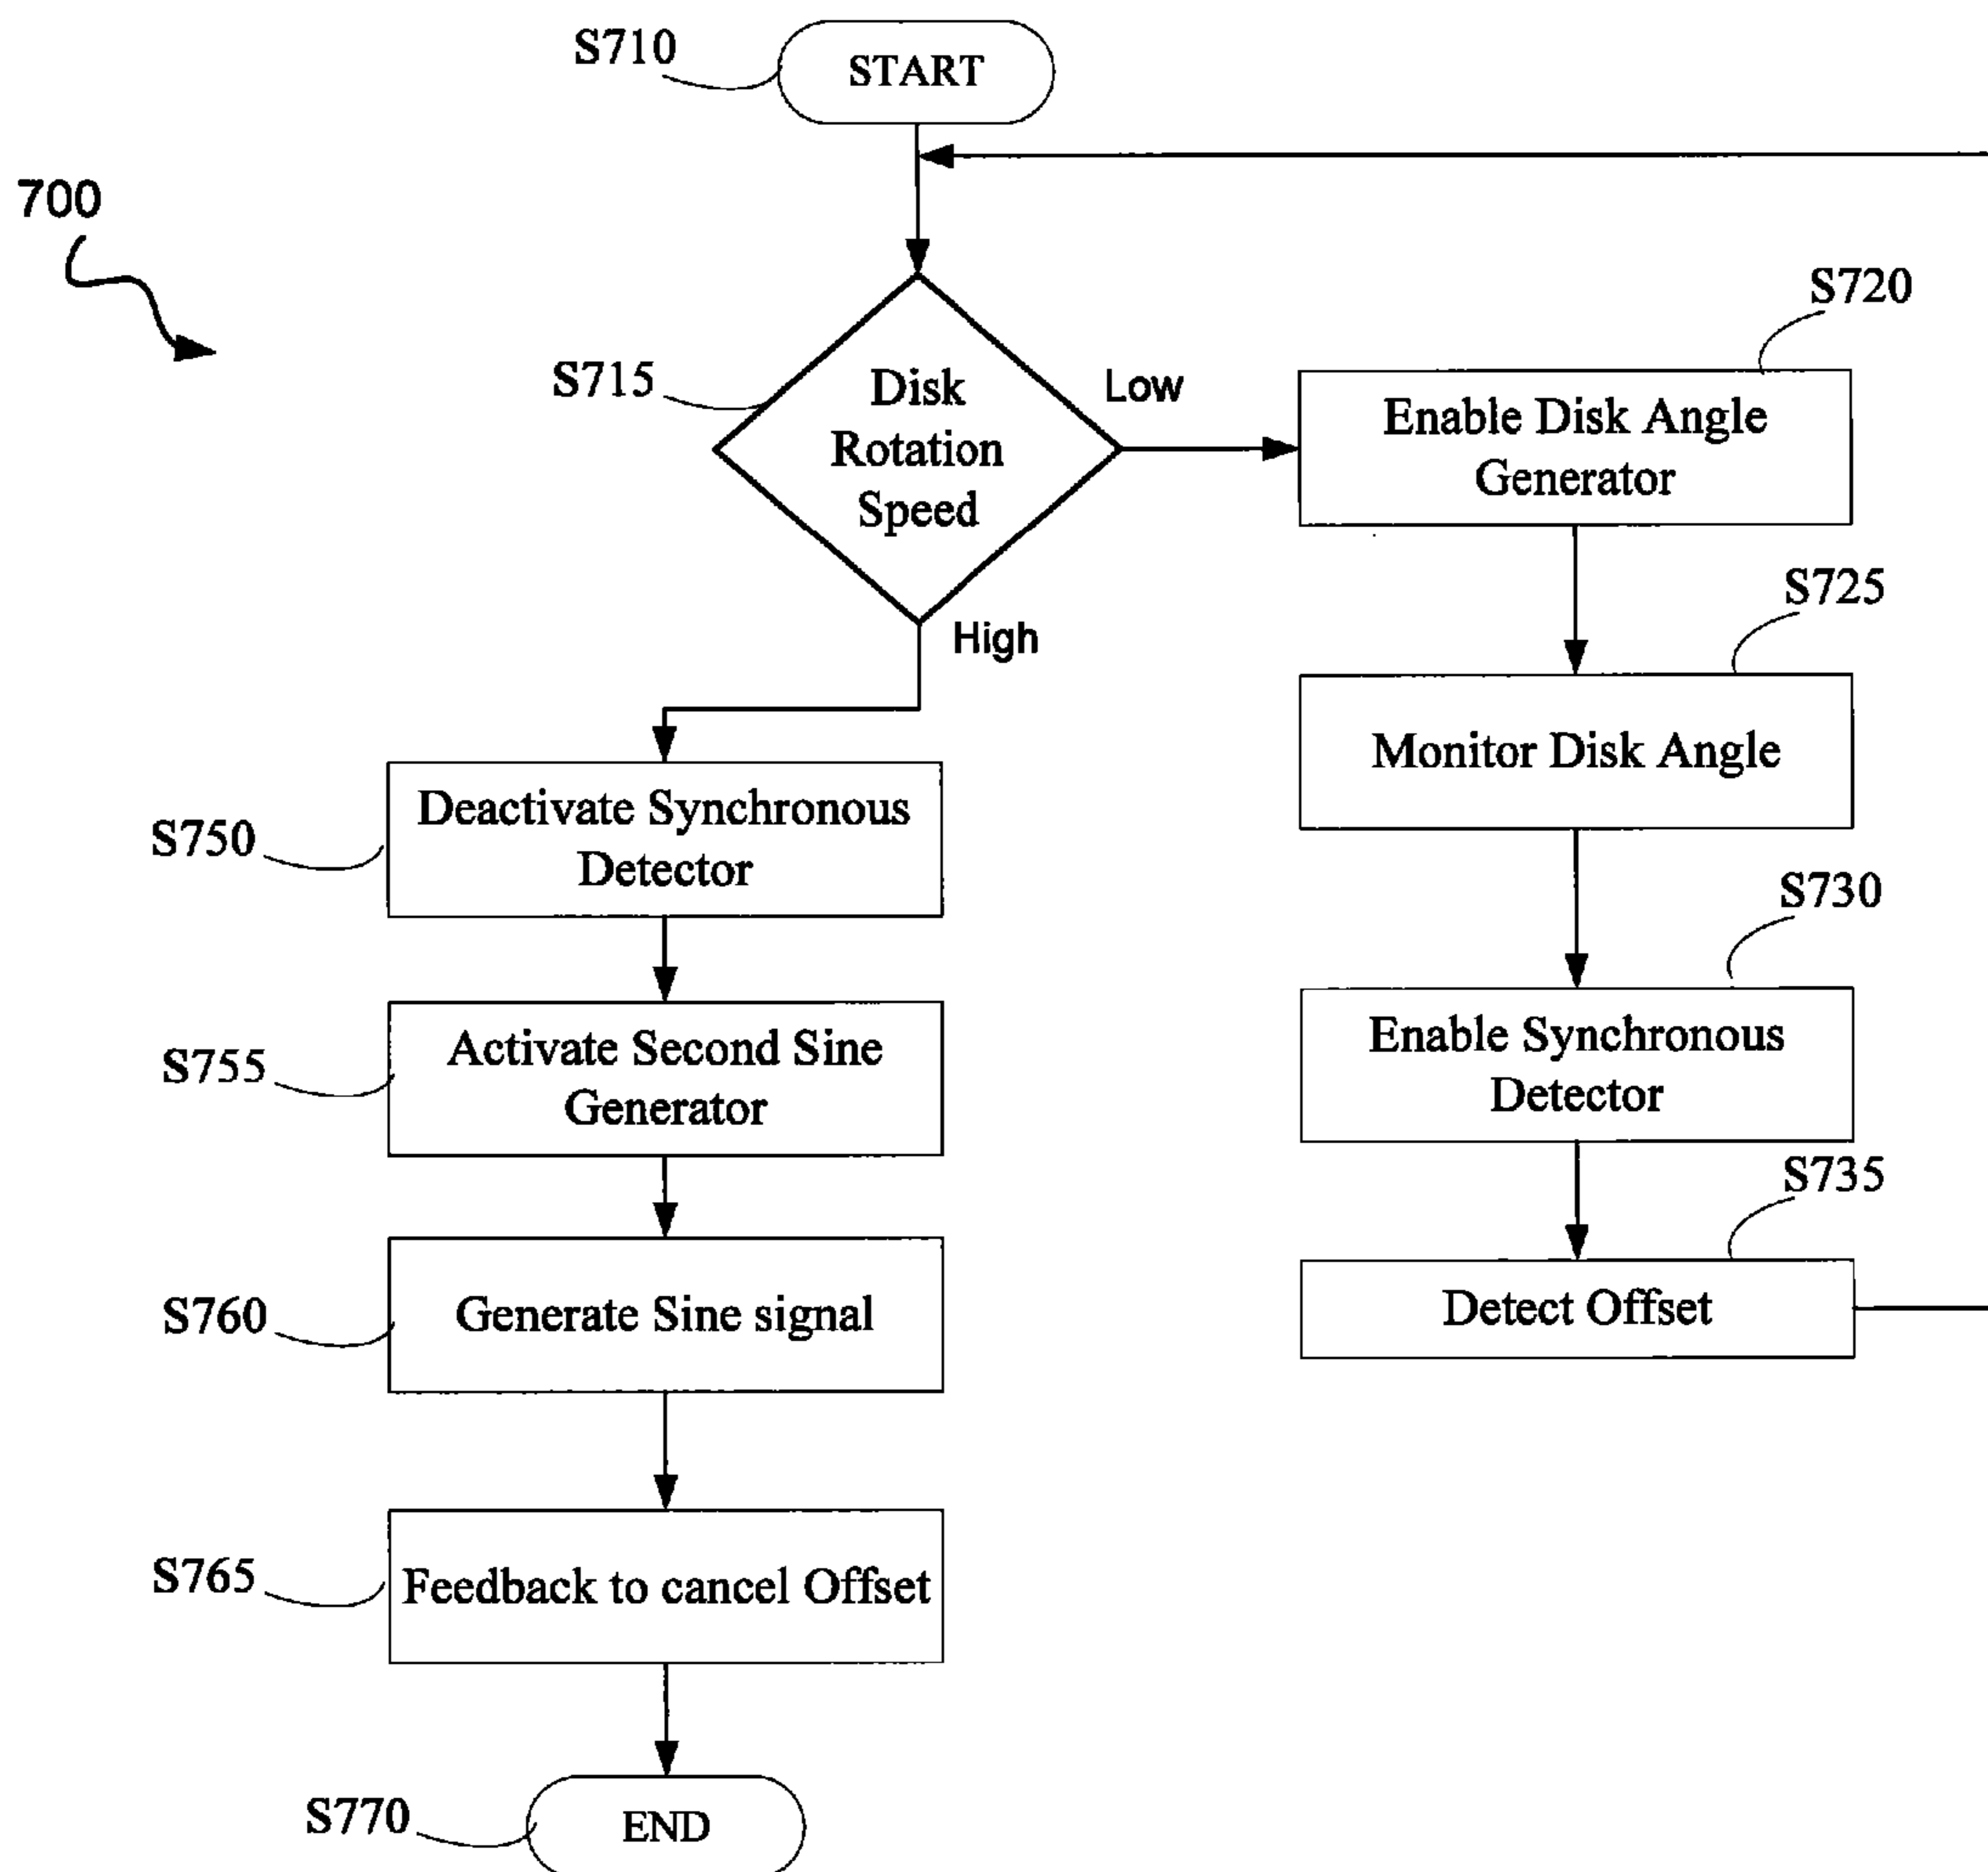 S710
START
700
S715
Disk
Rotation
Speed
Low
High
S720
Enable Disk Angle
Generator
S725
Monitor Disk Angle
S730
Enable Synchronous
Detector
S735
Detect Offset
S750
Deactivate Synchronous
Detector
S755
Activate Second Sine
Generator
S760
Generate Sine signal
S765
Feedback to cancel Offset
S770
END